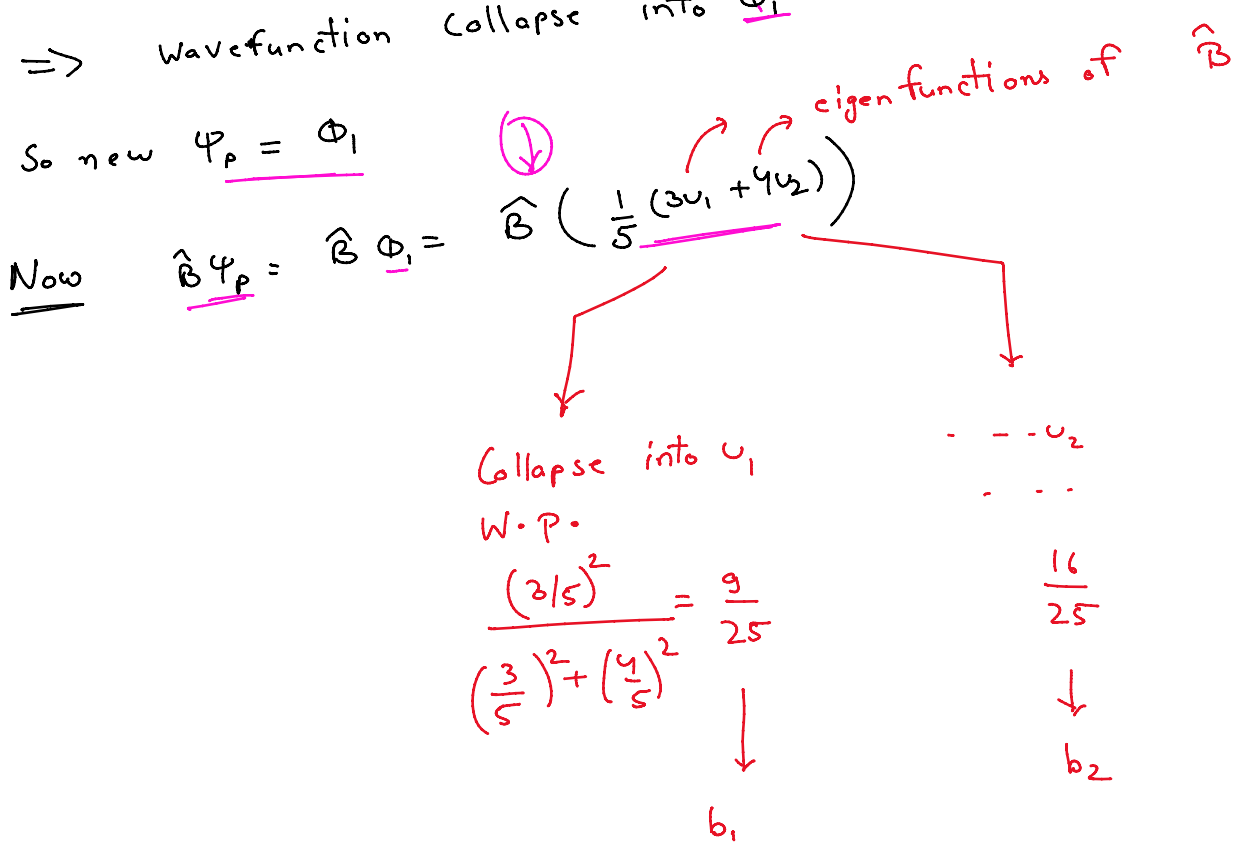 => Wavefunction Collapse into Φ₁
eigenfunctions of B̂
So new Ψₚ = Φ₁
Now B̂Ψₚ = B̂ Φ₁ = B̂ ( 1/5 (3υ₁ + 4υ₂) )
Collapse into υ₁
- - - υ₂
W.P.
. . .
(3/5)² / ((3/5)² + (4/5)²) = 9/25
16/25
b₂
b₁